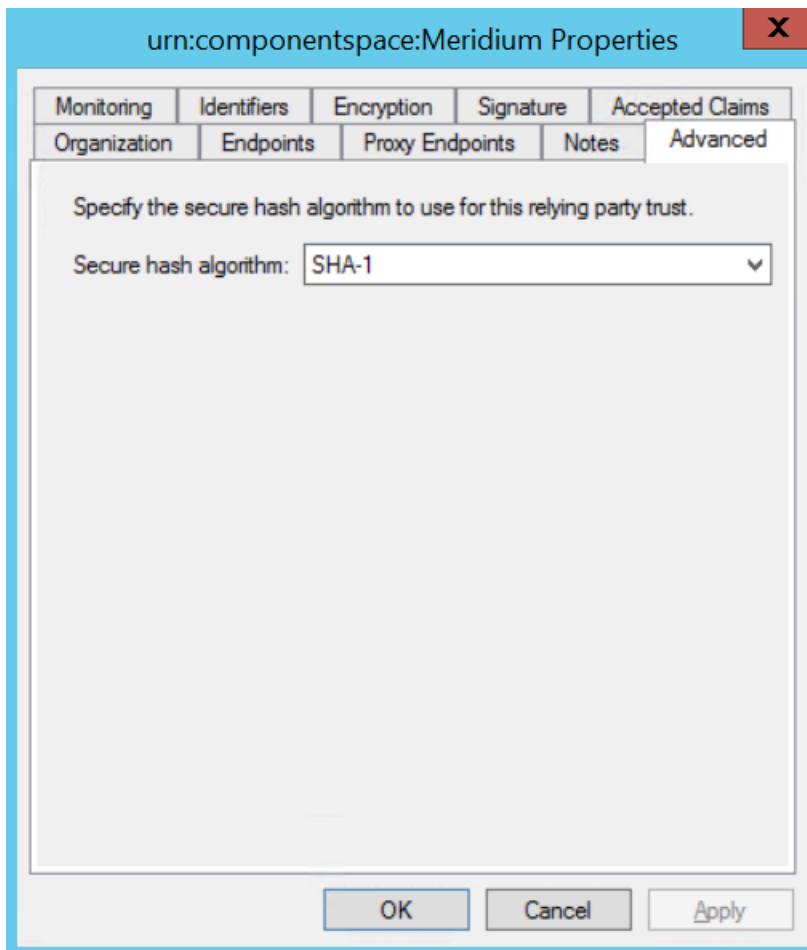 urn:componentspace:Meridium Properties
X
Monitoring Identifiers Encryption Signature Accepted Claims
Organization Endpoints Proxy Endpoints Notes Advanced
Specify the secure hash algorithm to use for this relying party trust.
Secure hash algorithm: SHA-1
OK Cancel Apply